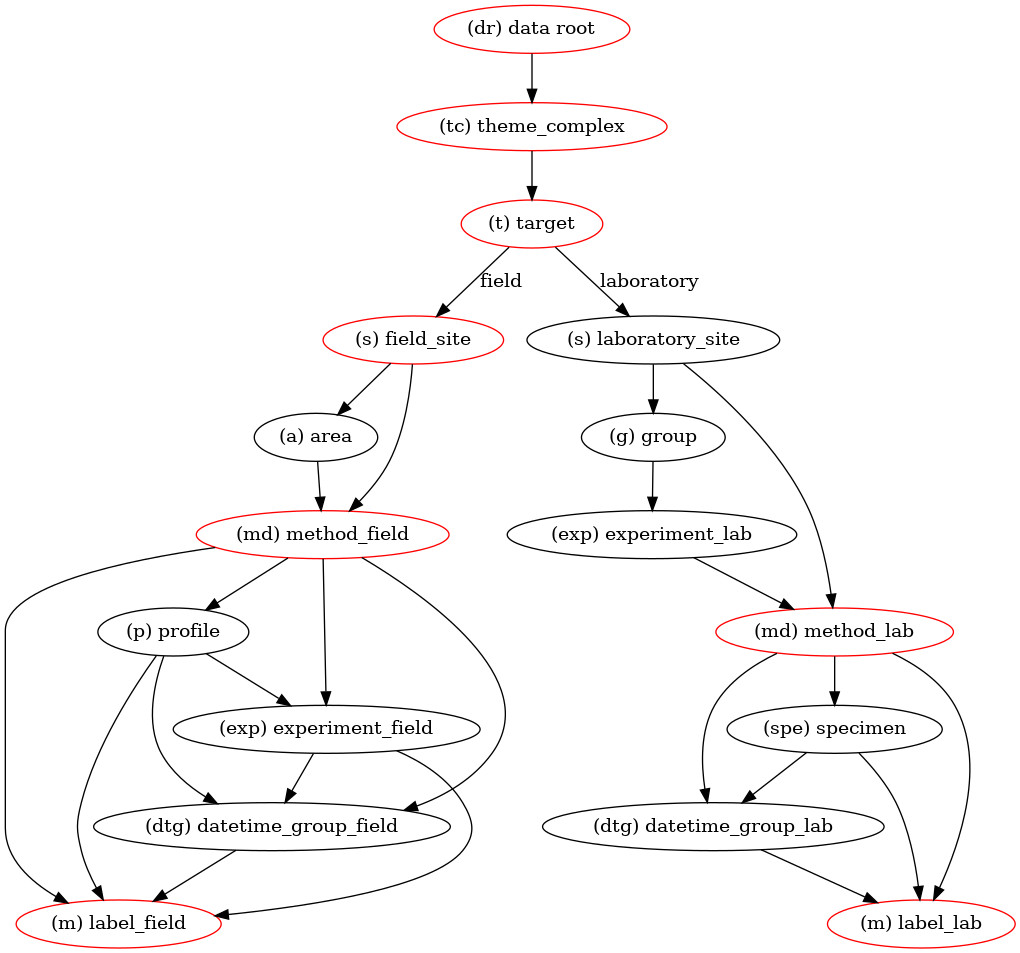 (dr) data root
(tc) theme_complex
(t) target
field
laboratory
(s) field_site
(s) laboratory_site
(a) area
(g) group
(md) method_field
(exp) experiment_lab
(p) profile
(md) method_lab
(exp) experiment_field
(spe) specimen
(dtg) datetime_group_field
(dtg) datetime_group_lab
(m) label_field
(m) label_lab